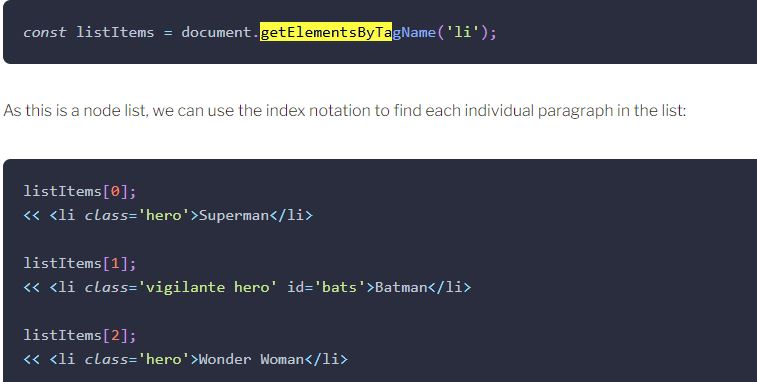 const listItems = document.getElementsByTagName('li');
As this is a node list, we can use the index notation to find each individual paragraph in the list:
listItems[0];
<< <li class='hero'>Superman</li>
listItems[1];
<< <li class='vigilante hero' id='bats'>Batman</li>
listItems[2];
<< <li class='hero'>Wonder Woman</li>